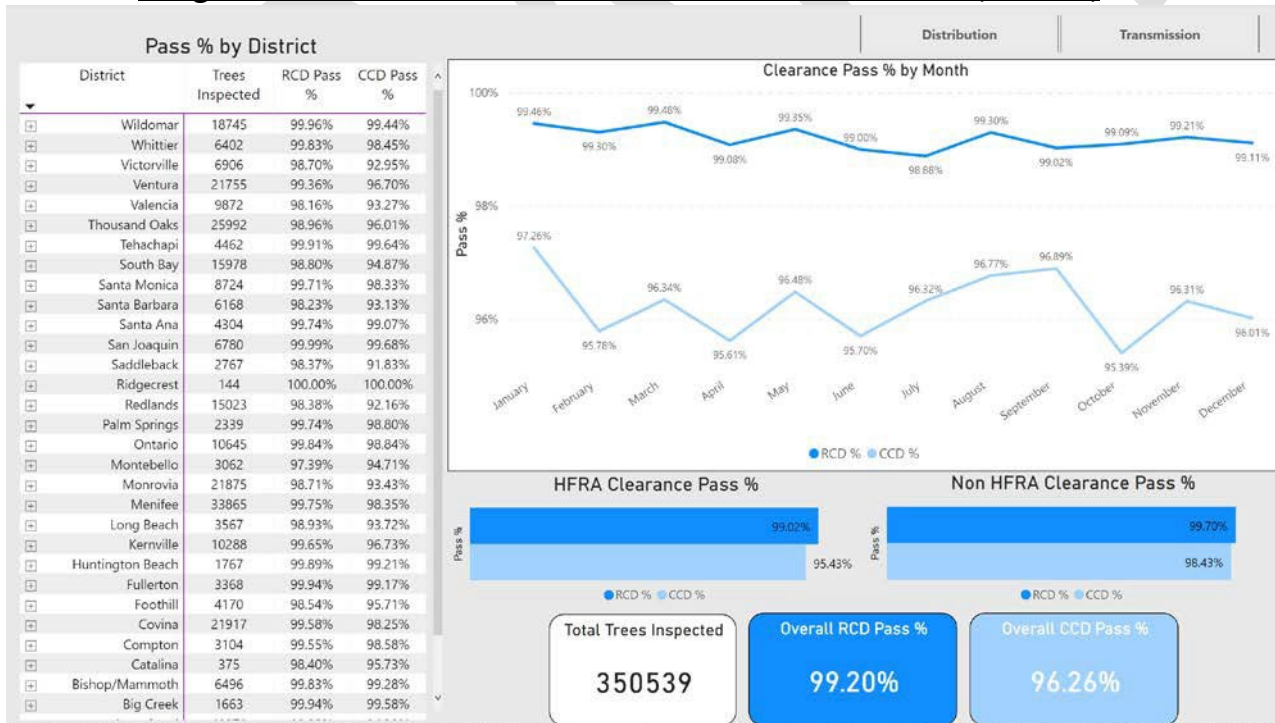 Distribution Transmission
Pass % by District
District Trees Inspected RCD Pass % CCD Pass %
Wildomar 18745 99.96% 99.44%
Whittier 6402 99.83% 98.45%
Victorville 6906 98.70% 92.95%
Ventura 21755 99.36% 96.70%
Valencia 9872 98.16% 93.27%
Thousand Oaks 25992 98.96% 96.01%
Tehachapi 4462 99.91% 99.64%
South Bay 15978 98.80% 94.87%
Santa Monica 8724 99.71% 98.33%
Santa Barbara 6168 98.23% 93.13%
Santa Ana 4304 99.74% 99.07%
San Joaquin 6780 99.99% 99.68%
Saddleback 2767 98.37% 91.83%
Ridgecrest 144 100.00% 100.00%
Redlands 15023 98.38% 92.16%
Palm Springs 2339 99.74% 98.80%
Ontario 10645 99.84% 98.84%
Montebello 3062 97.39% 94.71%
Monrovia 21875 98.71% 93.43%
Menifee 33865 99.75% 98.35%
Long Beach 3567 98.93% 93.72%
Kernville 10288 99.65% 96.73%
Huntington Beach 1767 99.89% 99.21%
Fullerton 3368 99.94% 99.17%
Foothill 4170 98.54% 95.71%
Covina 21917 99.58% 98.25%
Compton 3104 99.55% 98.58%
Catalina 375 98.40% 95.73%
Bishop/Mammoth 6496 99.83% 99.28%
Big Creek 1663 99.94% 99.58%
Clearance Pass % by Month
Pass %
100%
98%
96%
99.46% 99.30% 99.48% 99.08% 99.35% 99.00% 98.88% 99.30% 99.02% 99.09% 99.21% 99.11%
97.26% 95.78% 96.34% 95.61% 96.48% 95.70% 96.32% 96.77% 96.89% 95.39% 96.31% 96.01%
January February March April May June July August September October November December
RCD % CCD %
HFRA Clearance Pass %
Pass %
99.02%
95.43%
RCD % CCD %
Non HFRA Clearance Pass %
Pass %
99.70%
98.43%
RCD % CCD %
Total Trees Inspected
350539
Overall RCD Pass %
99.20%
Overall CCD Pass %
96.26%